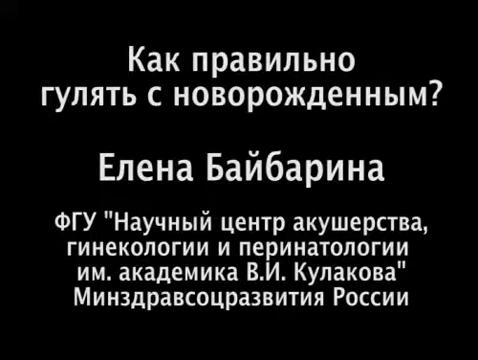 Как правильно
гулять с новорожденным?
Елена Байбарина
ФГУ "Научный центр акушерства,
гинекологии и перинатологии
им. академика В.И. Кулакова"
Минздравсоцразвития России